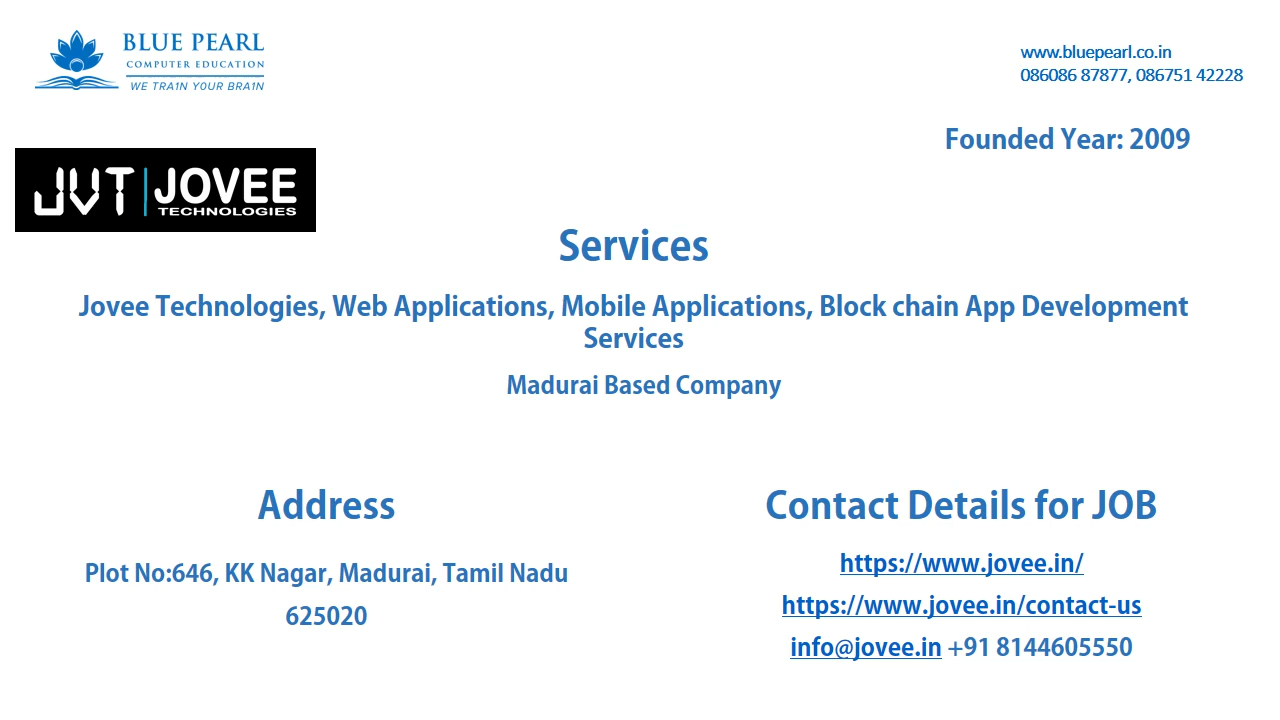 BLUE PEARL
COMPUTER EDUCATION
WE TRA1N Y0UR BRA1N
www.bluepearl.co.in
086086 87877, 086751 42228
Founded Year: 2009
JVT JOVEE
TECHNOLOGIES
Services
Jovee Technologies, Web Applications, Mobile Applications, Block chain App Development
Services
Madurai Based Company
Address
Plot No:646, KK Nagar, Madurai, Tamil Nadu
625020
Contact Details for JOB
https://www.jovee.in/
https://www.jovee.in/contact-us
info@jovee.in +91 8144605550